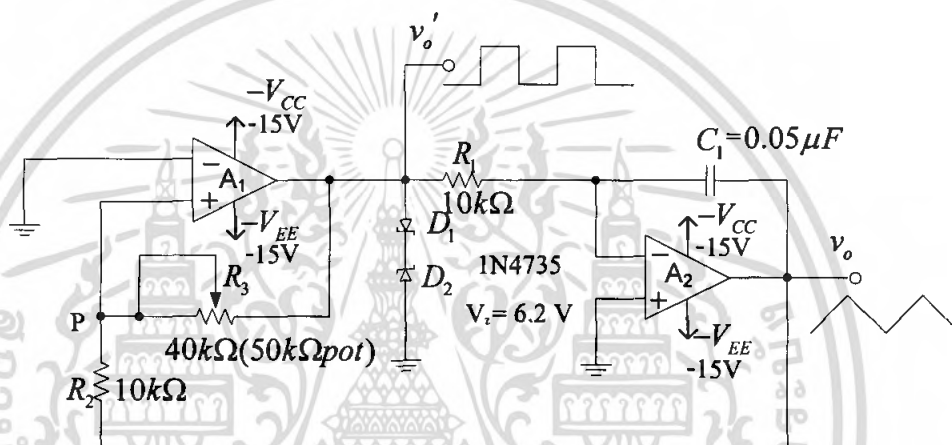 v_o'
-V_CC
-15V
− A_1
+
-V_EE
-15V
R_1
10kΩ
C_1=0.05μF
D_1
D_2
1N4735
V_z= 6.2 V
-V_CC
-15V
− A_2
+
-V_EE
-15V
v_o
R_3
P
40kΩ(50kΩpot)
R_2 10kΩ